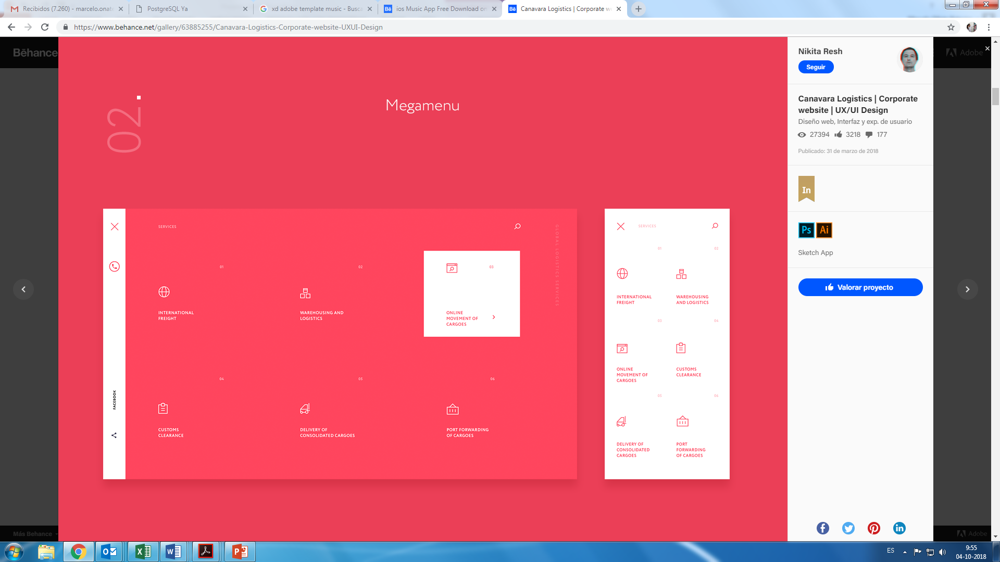 Recibidos (7.260) - marcelo.onate
PostgreSQL Ya
xd adobe template music - Busca
Bē
ios Music App Free Download on
Bē
Canavara Logistics | Corporate w
https://www.behance.net/gallery/63885255/Canavara-Logistics-Corporate-website-UXUI-Design
Bēhance
Adobe
Nikita Resh
Seguir
Canavara Logistics | Corporate
website | UX/UI Design
Diseño web, Interfaz y exp. de usuario
27394
3218
177
Publicado: 31 de marzo de 2018
In
Ps
Ai
Sketch App
Valorar proyecto
02.
Megamenu
SERVICES
GLOBAL LOGISTICS SERVICES
FACEBOOK
01
INTERNATIONAL
FREIGHT
02
WAREHOUSING AND
LOGISTICS
03
ONLINE
MOVEMENT OF
CARGOES
04
CUSTOMS
CLEARANCE
05
DELIVERY OF
CONSOLIDATED CARGOES
06
PORT FORWARDING
OF CARGOES
SERVICES
01
INTERNATIONAL
FREIGHT
02
WAREHOUSING
AND LOGISTICS
03
ONLINE
MOVEMENT OF
CARGOES
04
CUSTOMS
CLEARANCE
05
DELIVERY OF
CONSOLIDATED
CARGOES
06
PORT
FORWARDING
OF CARGOES
Más Behance
Adobe
ES
9:55
04-10-2018